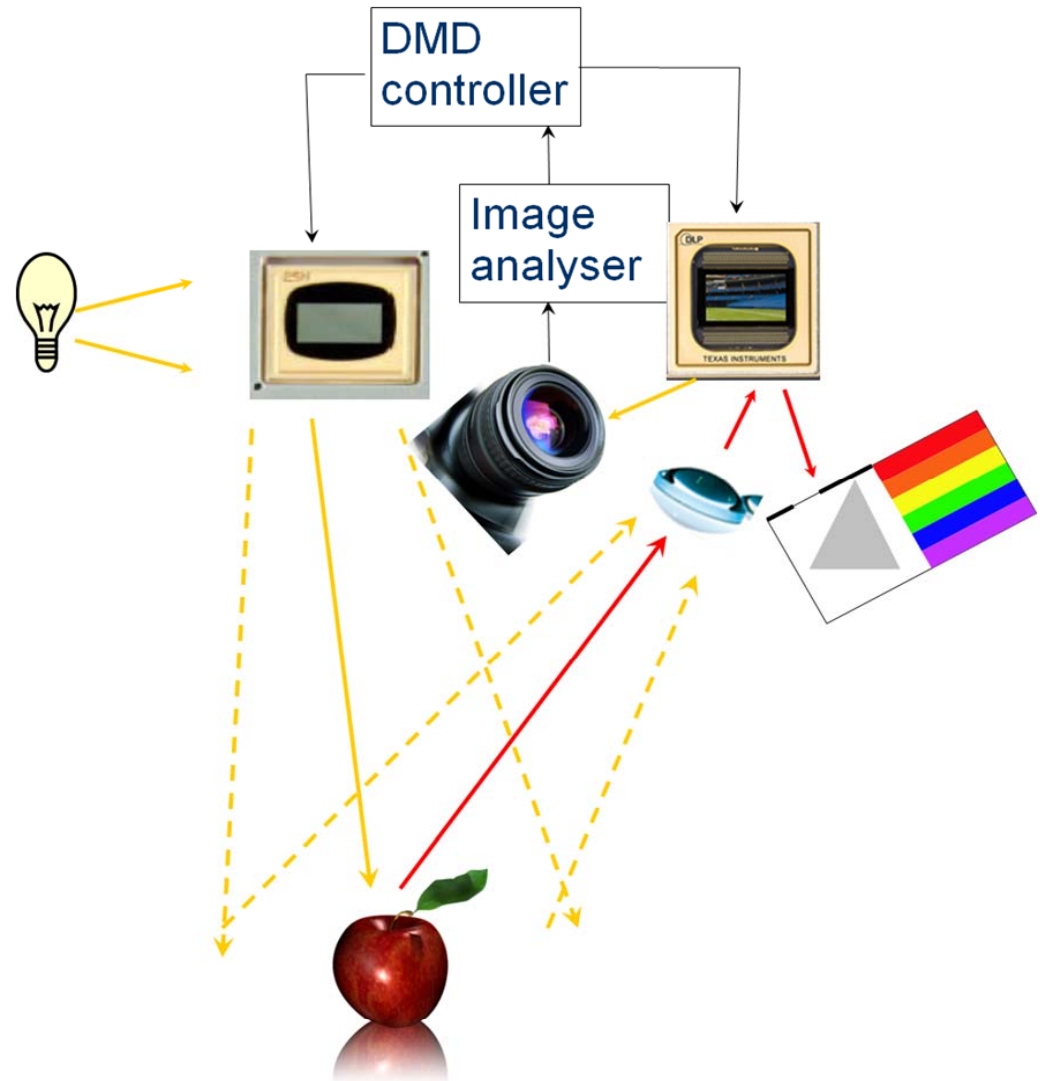 DMD
controller
Image
analyser
DLP
TEXAS INSTRUMENTS